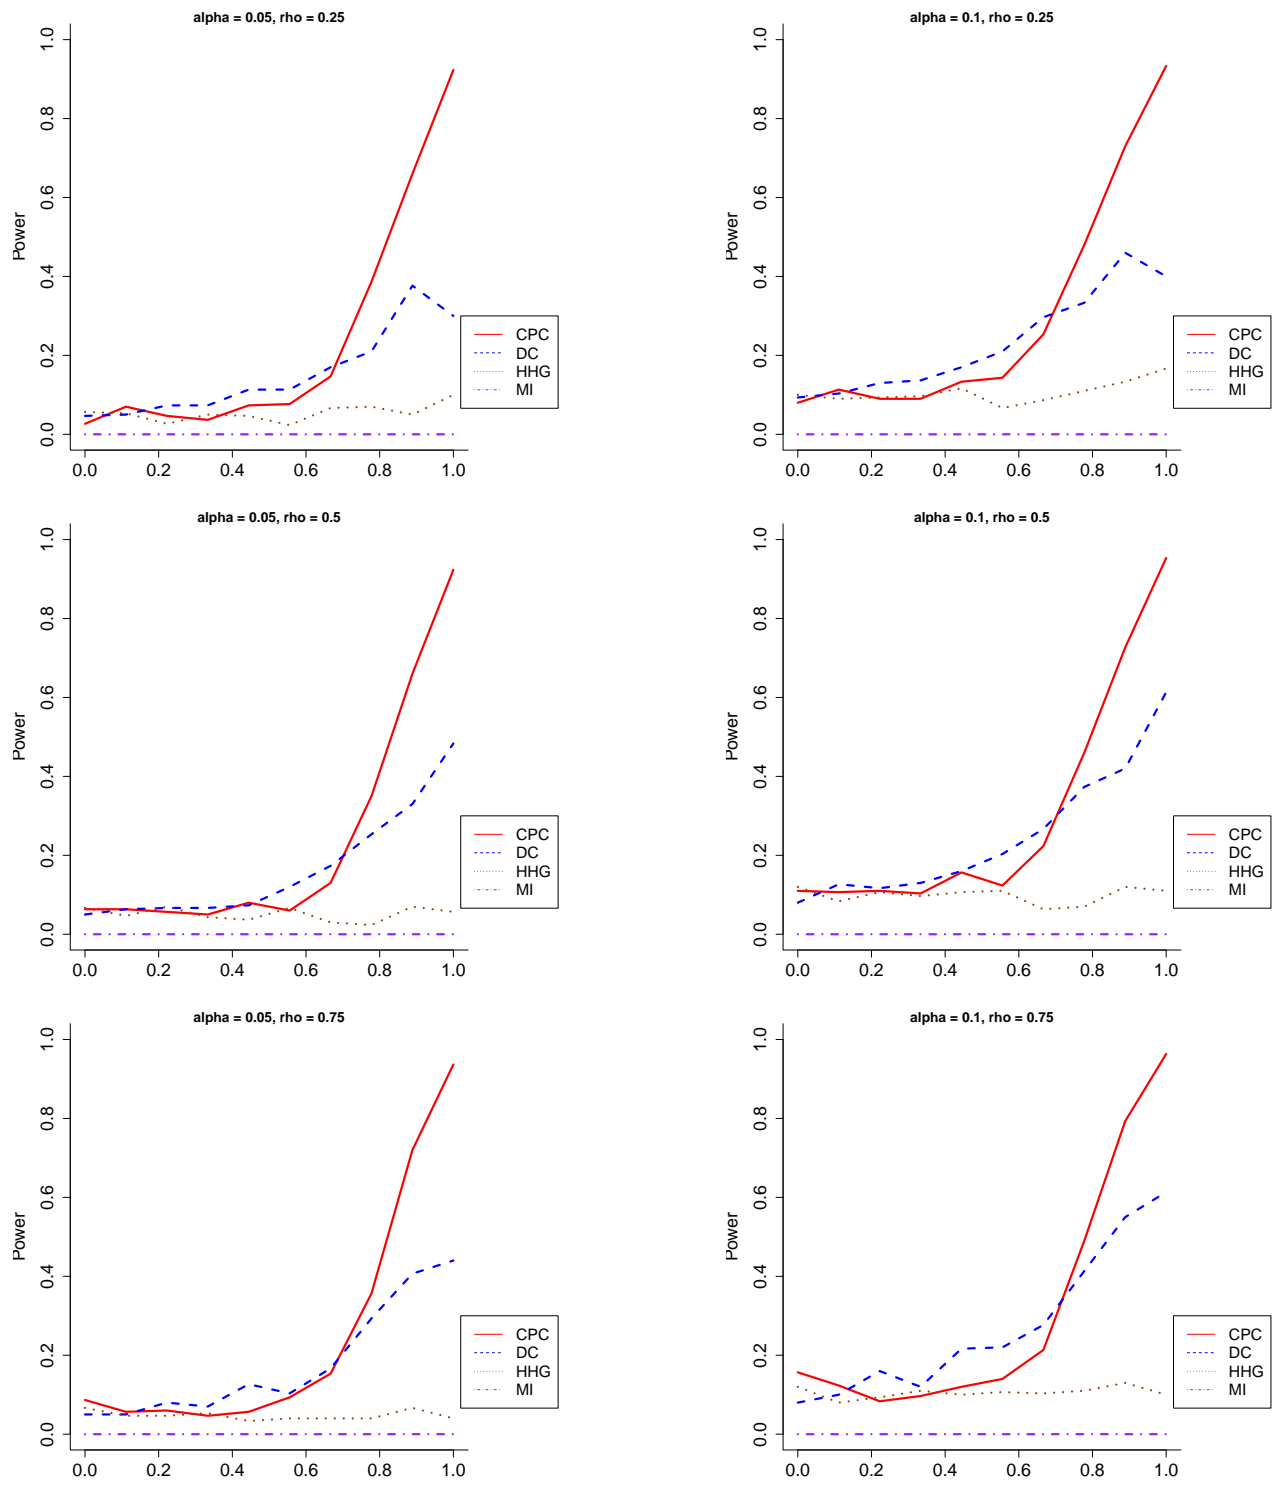 alpha = 0.05, rho = 0.25
Power
0.0 0.2 0.4 0.6 0.8 1.0
0.0 0.2 0.4 0.6 0.8 1.0
CPC
DC
HHG
MI
alpha = 0.1, rho = 0.25
Power
0.0 0.2 0.4 0.6 0.8 1.0
0.0 0.2 0.4 0.6 0.8 1.0
CPC
DC
HHG
MI
alpha = 0.05, rho = 0.5
Power
0.0 0.2 0.4 0.6 0.8 1.0
0.0 0.2 0.4 0.6 0.8 1.0
CPC
DC
HHG
MI
alpha = 0.1, rho = 0.5
Power
0.0 0.2 0.4 0.6 0.8 1.0
0.0 0.2 0.4 0.6 0.8 1.0
CPC
DC
HHG
MI
alpha = 0.05, rho = 0.75
Power
0.0 0.2 0.4 0.6 0.8 1.0
0.0 0.2 0.4 0.6 0.8 1.0
CPC
DC
HHG
MI
alpha = 0.1, rho = 0.75
Power
0.0 0.2 0.4 0.6 0.8 1.0
0.0 0.2 0.4 0.6 0.8 1.0
CPC
DC
HHG
MI